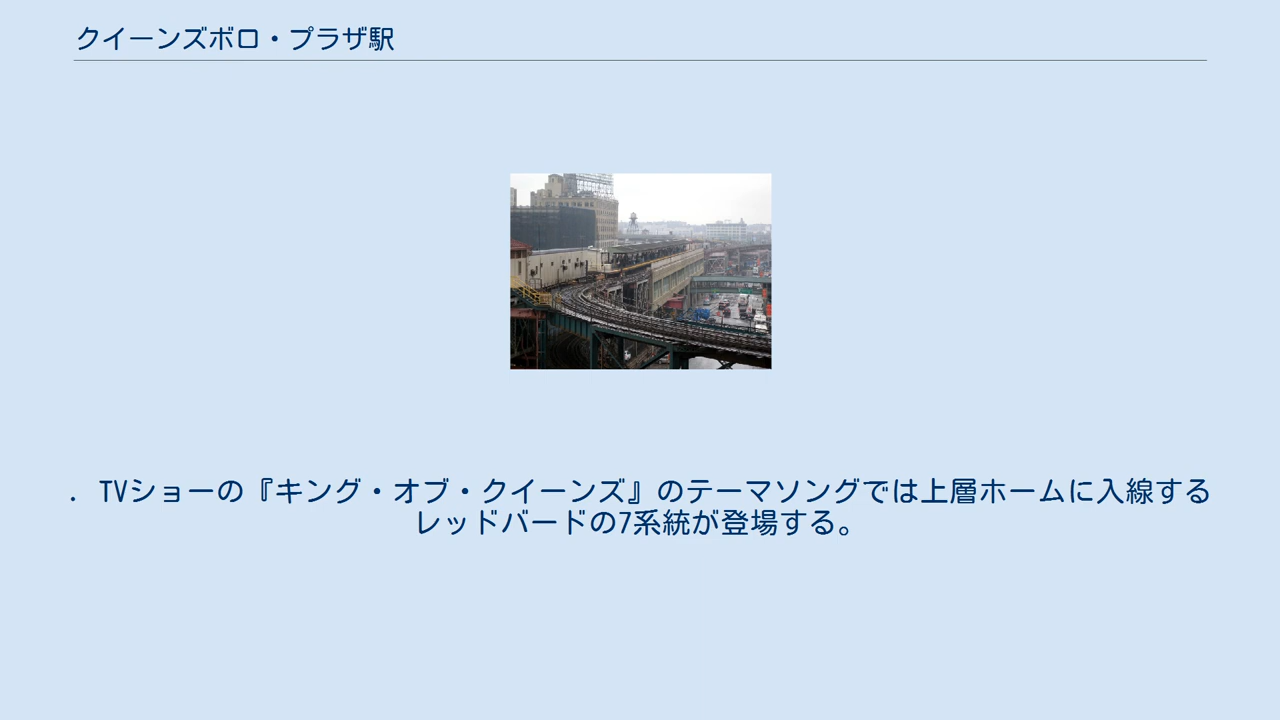 クイーンズボロ・プラザ駅
. TVショーの『キング・オブ・クイーンズ』のテーマソングでは上層ホームに入線する
レッドバードの7系統が登場する。